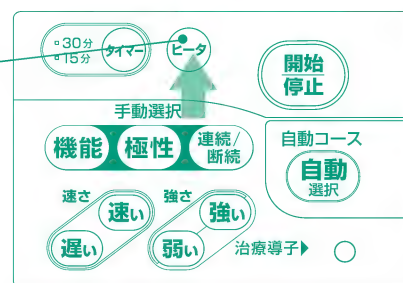 30分
15分
タイマー
ヒータ
開始
停止
手動選択
機能
極性
連続/
断続
自動コース
自動
選択
速さ
速い
遅い
強さ
強い
弱い
治療導子▶